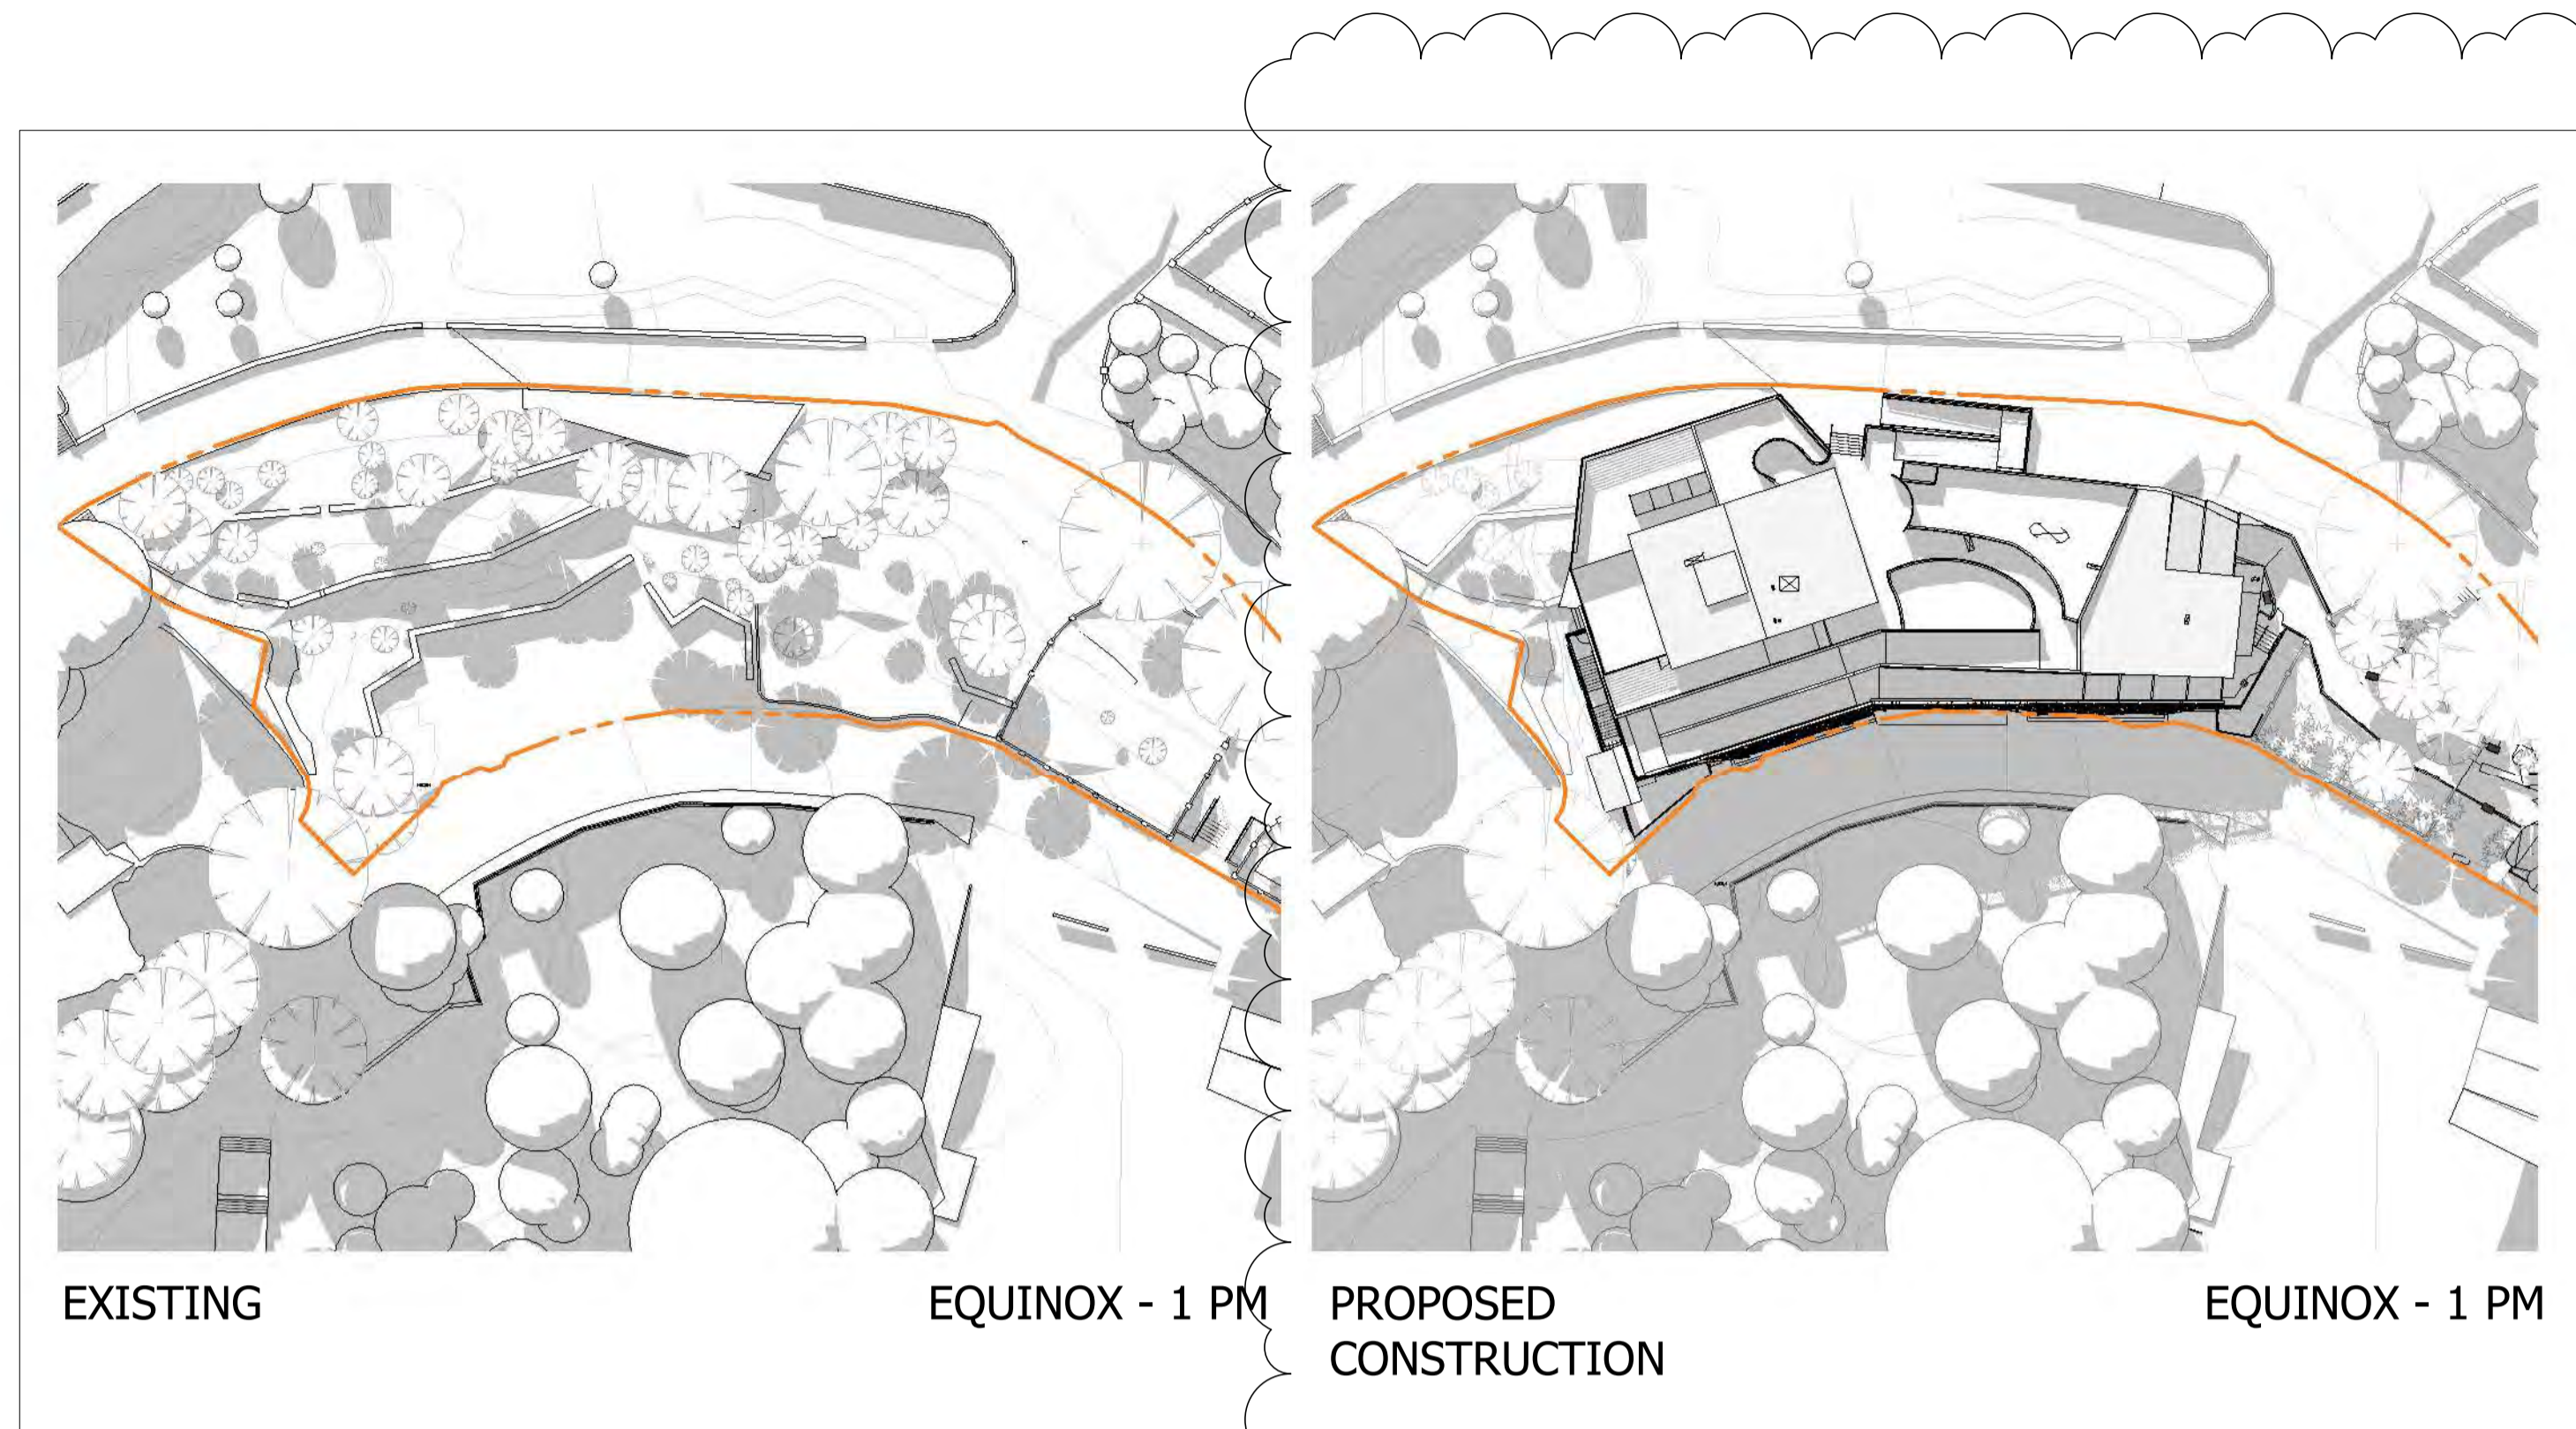 EXISTING
EQUINOX - 1 PM
PROPOSED
CONSTRUCTION
EQUINOX - 1 PM